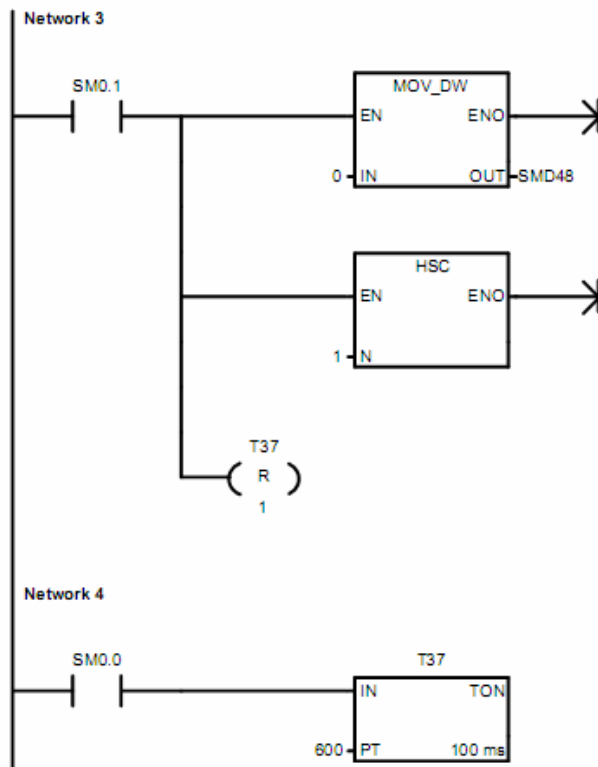 Network 3
SM0.1
MOV_DW
EN ENO
0 IN OUT SMD48
HSC
EN ENO
1 N
T37
R
1
Network 4
SM0.0 T37
IN TON
600 PT 100 ms